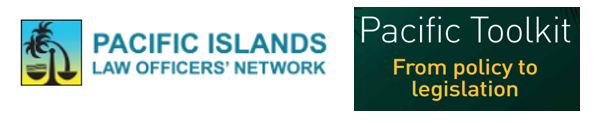 PACIFIC ISLANDS
LAW OFFICERS' NETWORK
Pacific Toolkit
From policy to
legislation